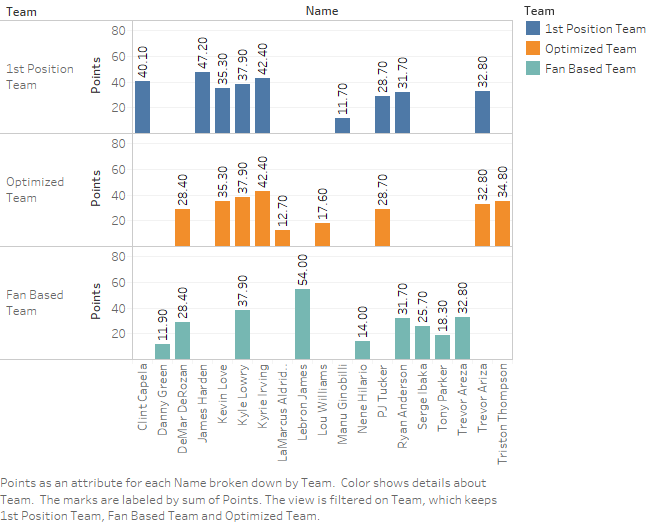 Team
Name
Team
1st Position Team
Optimized Team
Fan Based Team
1st Position
Team
Points
80
60
40
20
40.10
47.20
35.30
37.90
42.40
11.70
28.70
31.70
32.80
Optimized
Team
Points
80
60
40
20
28.40
35.30
37.90
42.40
12.70
17.60
28.70
32.80
34.80
Fan Based
Team
Points
80
60
40
20
11.90
28.40
37.90
54.00
14.00
31.70
25.70
18.30
32.80
Clint Capela
Danny Green
DeMar DeRozan
James Harden
Kevin Love
Kyle Lowry
Kyrie Irving
LaMarcus Aldrid..
Lebron James
Lou Williams
Manu Ginobilli
Nene Hilario
PJ Tucker
Ryan Anderson
Serge Ibaka
Tony Parker
Trevor Areza
Trevor Ariza
Triston Thompson
Points as an attribute for each Name broken down by Team.  Color shows details about
Team.  The marks are labeled by sum of Points. The view is filtered on Team, which keeps
1st Position Team, Fan Based Team and Optimized Team.